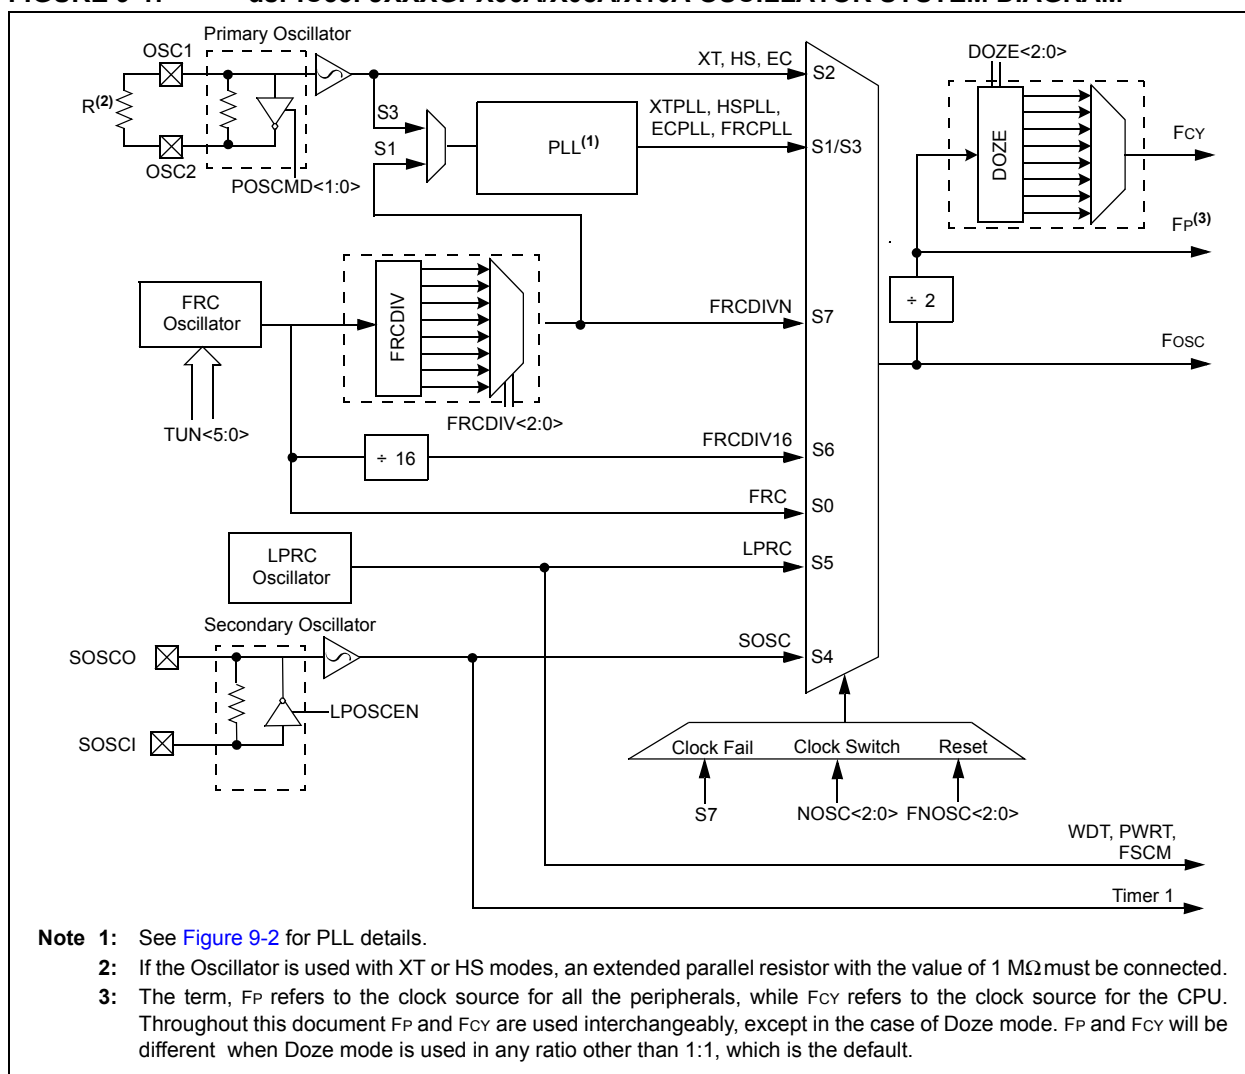 Primary Oscillator
OSC1
R(2)
OSC2
POSCMD<1:0>
S3
S1
PLL(1)
XT, HS, EC
XTPLL, HSPLL,
ECPLL, FRCPLL
S2
S1/S3
DOZE<2:0>
DOZE
FCY
FP(3)
÷ 2
FOSC
FRC
Oscillator
TUN<5:0>
FRCDIV
FRCDIV<2:0>
FRCDIVN
S7
÷ 16
FRCDIV16
S6
FRC
S0
LPRC
Oscillator
LPRC
S5
Secondary Oscillator
SOSCO
SOSCI
LPOSCEN
SOSC
S4
Clock Fail Clock Switch Reset
S7 NOSC<2:0> FNOSC<2:0>
WDT, PWRT,
FSCM
Timer 1
Note 1: See Figure 9-2 for PLL details.
2: If the Oscillator is used with XT or HS modes, an extended parallel resistor with the value of 1 MΩ must be connected.
3: The term, FP refers to the clock source for all the peripherals, while FCY refers to the clock source for the CPU.
Throughout this document FP and FCY are used interchangeably, except in the case of Doze mode. FP and FCY will be
different when Doze mode is used in any ratio other than 1:1, which is the default.